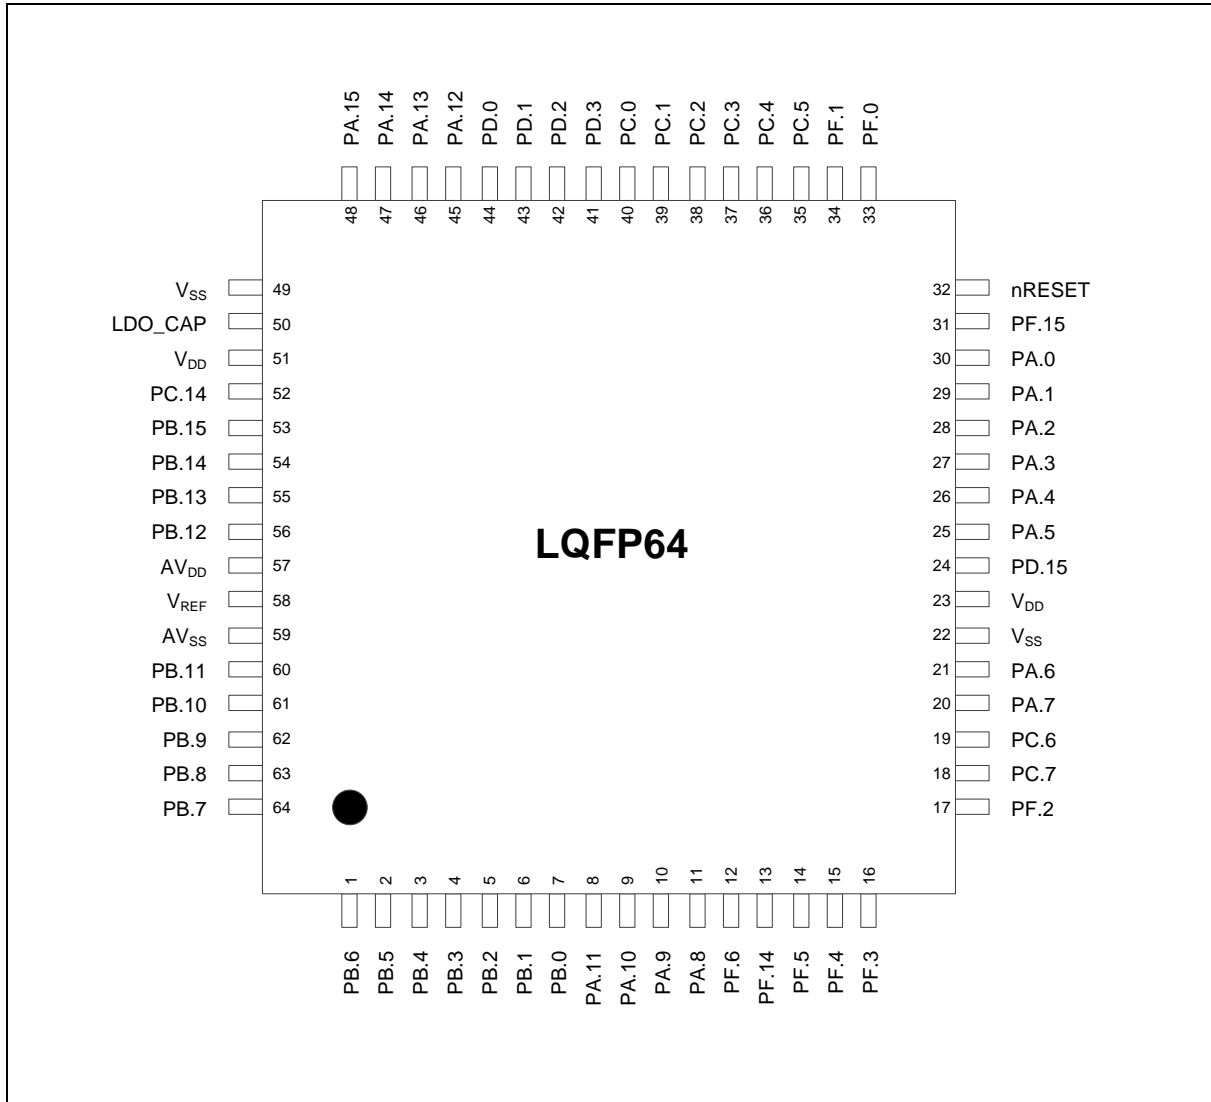 PA.15 PA.14 PA.13 PA.12 PD.0 PD.1 PD.2 PD.3 PC.0 PC.1 PC.2 PC.3 PC.4 PC.5 PF.1 PF.0
48 47 46 45 44 43 42 41 40 39 38 37 36 35 34 33
VSS 49 32 nRESET
LDO_CAP 50 31 PF.15
VDD 51 30 PA.0
PC.14 52 29 PA.1
PB.15 53 28 PA.2
PB.14 54 27 PA.3
PB.13 55 26 PA.4
PB.12 56 25 PA.5
LQFP64
AVDD 57 24 PD.15
VREF 58 23 VDD
AVSS 59 22 VSS
PB.11 60 21 PA.6
PB.10 61 20 PA.7
PB.9 62 19 PC.6
PB.8 63 18 PC.7
PB.7 64 17 PF.2
1 2 3 4 5 6 7 8 9 10 11 12 13 14 15 16
PB.6 PB.5 PB.4 PB.3 PB.2 PB.1 PB.0 PA.11 PA.10 PA.9 PA.8 PF.6 PF.14 PF.5 PF.4 PF.3